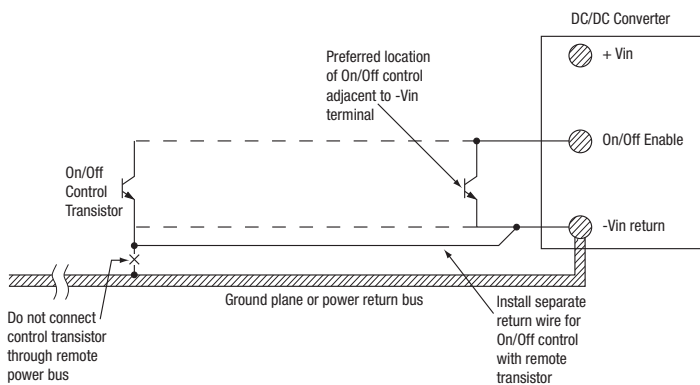 DC/DC Converter
+ Vin
Preferred location
of On/Off control
adjacent to -Vin
terminal
On/Off Enable
On/Off
Control
Transistor
-Vin return
Ground plane or power return bus
Do not connect
control transistor
through remote
power bus
Install separate
return wire for
On/Off control
with remote
transistor